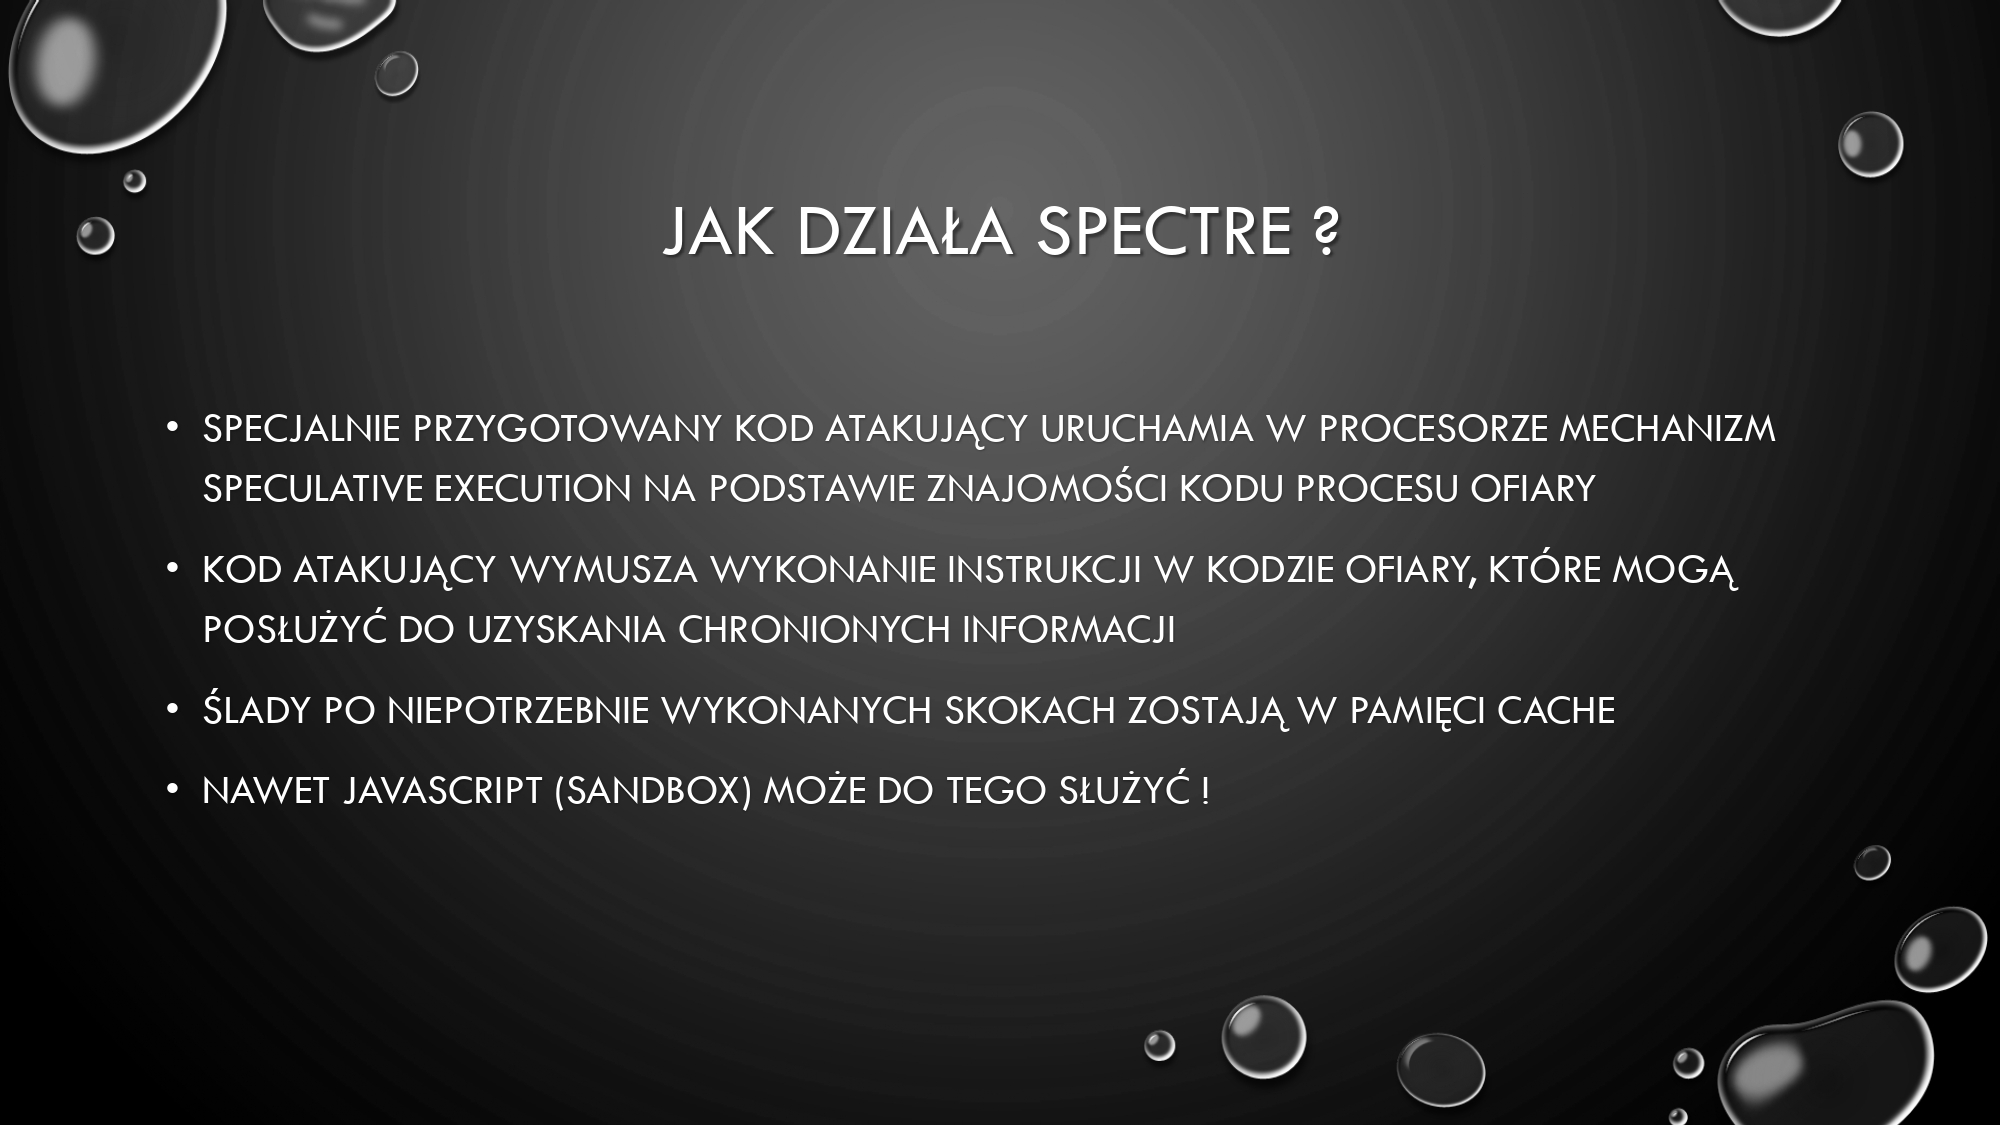 JAK DZIAŁA SPECTRE ?
• SPECJALNIE PRZYGOTOWANY KOD ATAKUJĄCY URUCHAMIA W PROCESORZE MECHANIZM
SPECULATIVE EXECUTION NA PODSTAWIE ZNAJOMOŚCI KODU PROCESU OFIARY
• KOD ATAKUJĄCY WYMUSZA WYKONANIE INSTRUKCJI W KODZIE OFIARY, KTÓRE MOGĄ
POSŁUŻYĆ DO UZYSKANIA CHRONIONYCH INFORMACJI
• ŚLADY PO NIEPOTRZEBNIE WYKONANYCH SKOKACH ZOSTAJĄ W PAMIĘCI CACHE
• NAWET JAVASCRIPT (SANDBOX) MOŻE DO TEGO SŁUŻYĆ !